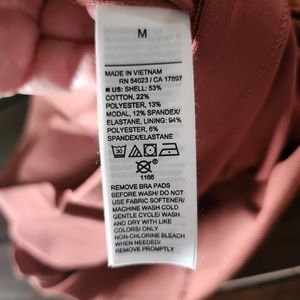 M
MADE IN VIETNAM
RN 54023 / CA 17897
■ US: SHELL: 53%
COTTON, 22%
POLYESTER, 13%
MODAL, 12% SPANDEX/
ELASTANE, LINING: 94%
POLYESTER, 6%
SPANDEX/ELASTANE
30
1166
REMOVE BRA PADS
BEFORE WASH/ DO NOT
USE FABRIC SOFTENER/
MACHINE WASH COLD
GENTLE CYCLE/ WASH
AND DRY WITH LIKE
COLORS/ ONLY
NON-CHLORINE BLEACH
WHEN NEEDED/
REMOVE PROMPTLY